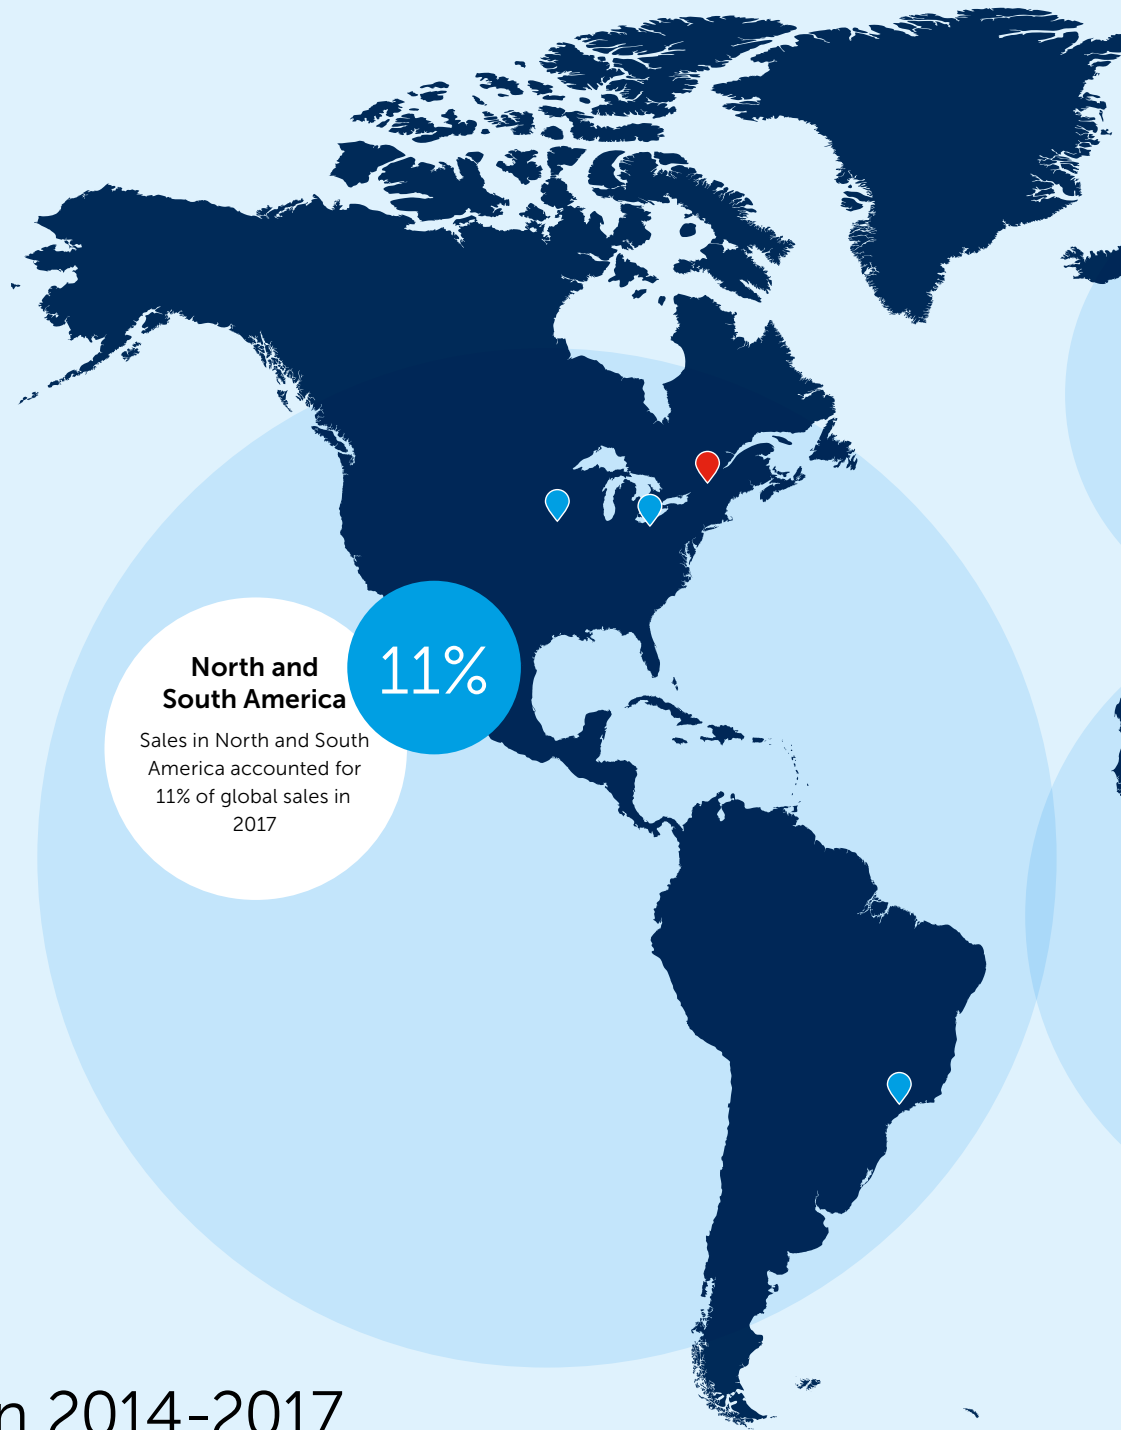 North and
South America
11%
Sales in North and South
America accounted for
11% of global sales in
2017
2014-2017